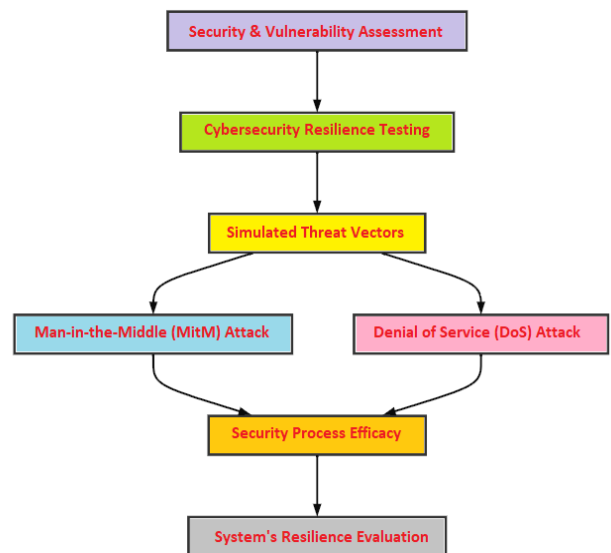 Security & Vulnerability Assessment
Cybersecurity Resilience Testing
Simulated Threat Vectors
Man-in-the-Middle (MitM) Attack
Denial of Service (DoS) Attack
Security Process Efficacy
System's Resilience Evaluation